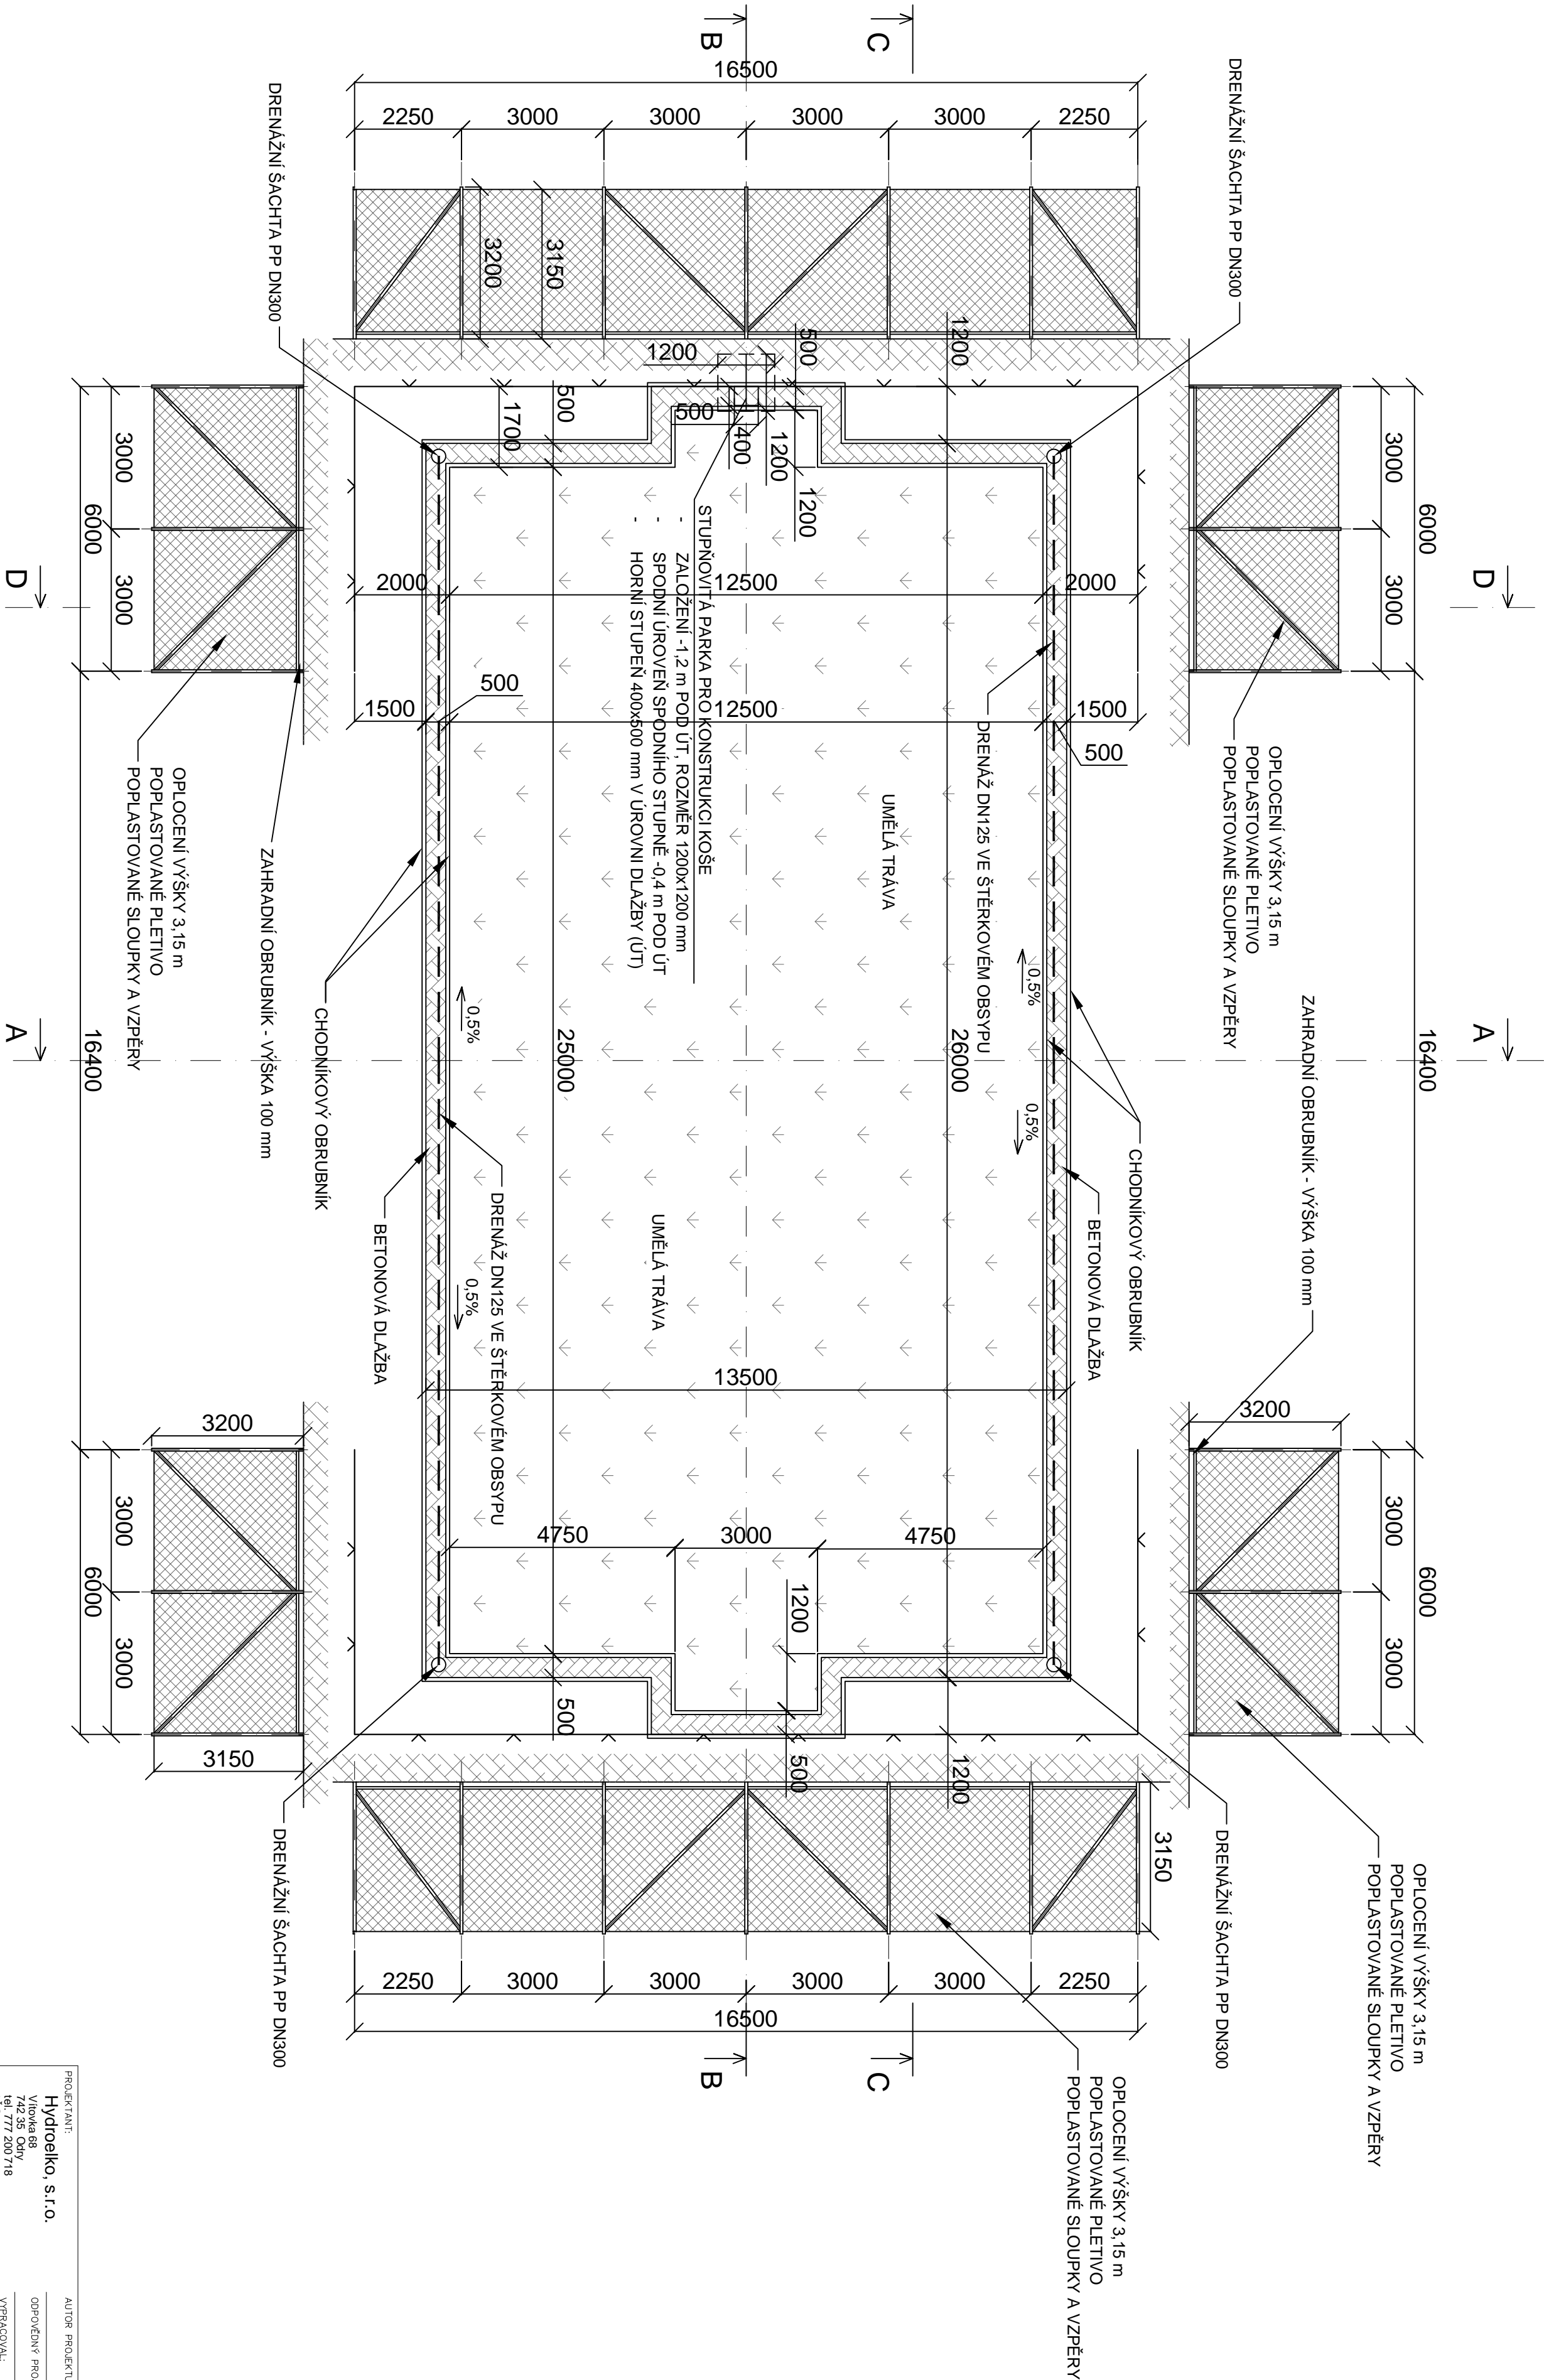 B
C
16500
2250
3000
3000
3000
3000
2250
3200
3150
DRENÁŽNÍ ŠACHTA PP DN300
DRENÁŽNÍ ŠACHTA PP DN300
1200
500
1200
500
1700
500
400
1200
1200
3000
3000
6000
3000
3000
6000
D
D
STUPŇOVITÁ PARKA PRO KONSTRUKCI KOŠE
- ZALOŽENÍ -1,2 m POD ÚT, ROZMĚR 1200x1200 mm
- SPODNÍ ÚROVEŇ SPODNÍHO STUPNĚ -0,4 m POD ÚT
- HORNÍ STUPEŇ 400x500 mm V ÚROVNI DLAŽBY (ÚT)
2000
12500
2000
1500
500
12500
1500
500
DRENÁŽ DN125 VE ŠTĚRKOVÉM OBSYPU
UMĚLÁ TRÁVA
OPLOCENÍ VÝŠKY 3,15 m
POPLASTOVANÉ PLETIVO
POPLASTOVANÉ SLOUPKY A VZPĚRY
OPLOCENÍ VÝŠKY 3,15 m
POPLASTOVANÉ PLETIVO
POPLASTOVANÉ SLOUPKY A VZPĚRY
ZAHRADNÍ OBRUBNÍK - VÝŠKA 100 mm
ZAHRADNÍ OBRUBNÍK - VÝŠKA 100 mm
CHODNÍKOVÝ OBRUBNÍK
CHODNÍKOVÝ OBRUBNÍK
0,5%
0,5%
0,5%
0,5%
25000
26000
A
A
16400
16400
BETONOVÁ DLAŽBA
BETONOVÁ DLAŽBA
UMĚLÁ TRÁVA
DRENÁŽ DN125 VE ŠTĚRKOVÉM OBSYPU
13500
4750
3000
4750
1200
500
500
1200
3200
3200
3000
3000
6000
3000
3000
6000
3150
3150
DRENÁŽNÍ ŠACHTA PP DN300
DRENÁŽNÍ ŠACHTA PP DN300
OPLOCENÍ VÝŠKY 3,15 m
POPLASTOVANÉ PLETIVO
POPLASTOVANÉ SLOUPKY A VZPĚRY
2250
3000
3000
3000
3000
2250
16500
B
C
OPLOCENÍ VÝŠKY 3,15 m
POPLASTOVANÉ PLETIVO
POPLASTOVANÉ SLOUPKY A VZPĚRY
PROJEKTANT:
Hydroelko, s.r.o.
Vítovka 68
742 35 Odry
tel. 777 200 718
AUTOR PROJEKTU
ODPOVĚDNÝ PROJ
VYPRACOVAL: